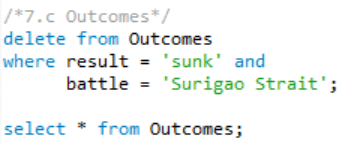 /*7.c Outcomes*/
delete from Outcomes
where result = 'sunk' and
battle = 'Surigao Strait';
select * from Outcomes;